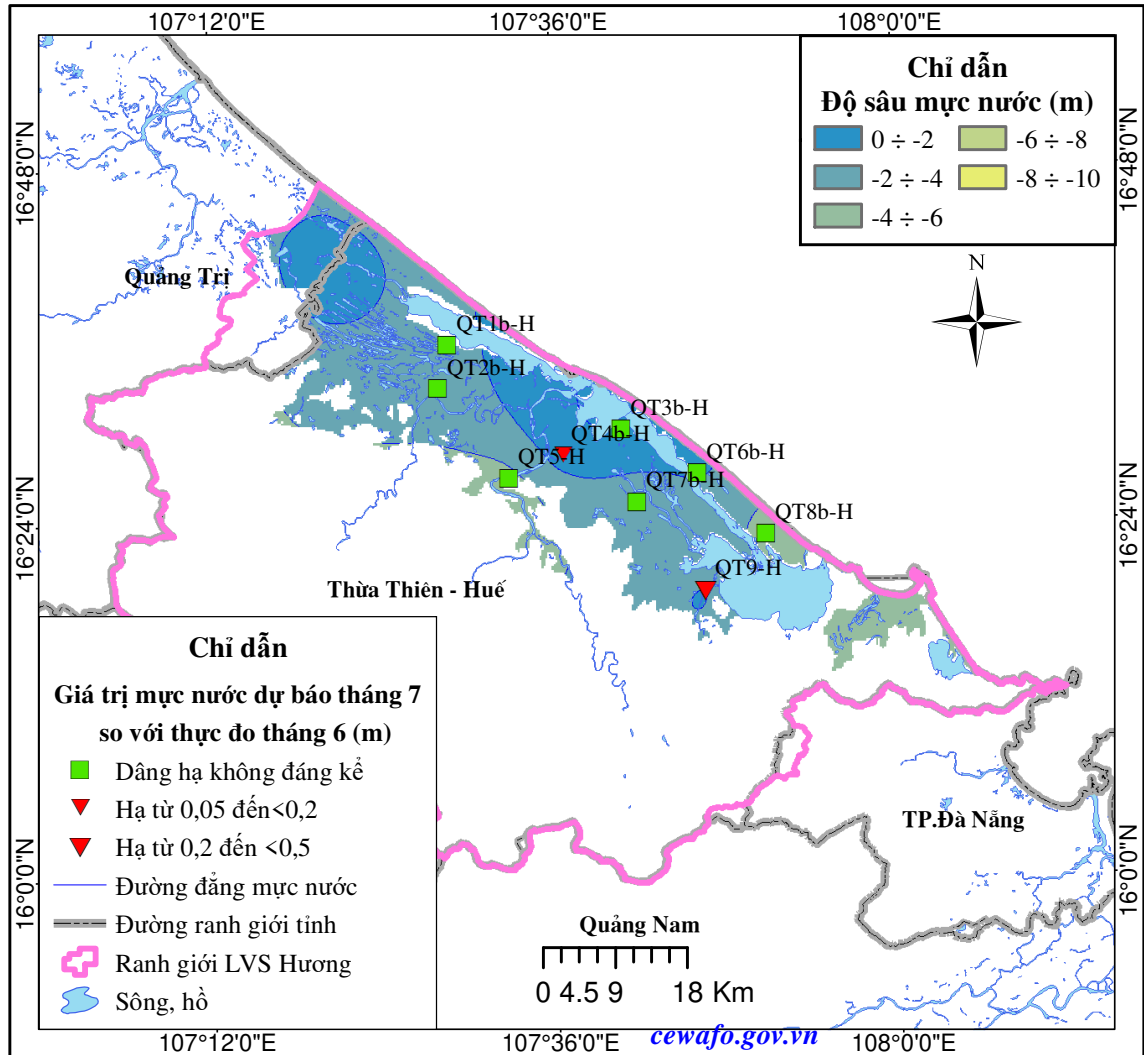 107°12'0"E
107°36'0"E
108°0'0"E
16°48'0"N
16°48'0"N
Chỉ dẫn
Độ sâu mực nước (m)
0 ÷ -2
-6 ÷ -8
-2 ÷ -4
-8 ÷ -10
-4 ÷ -6
Quảng Trị
N
QT1b-H
QT2b-H
QT3b-H
QT4b-H
QT5-H
QT6b-H
QT7b-H
QT8b-H
QT9-H
16°24'0"N
16°24'0"N
Thừa Thiên - Huế
Chỉ dẫn
Giá trị mực nước dự báo tháng 7
so với thực đo tháng 6 (m)
Dâng hạ không đáng kể
Hạ từ 0,05 đến<0,2
Hạ từ 0,2 đến <0,5
Đường đẳng mực nước
Đường ranh giới tỉnh
Ranh giới LVS Hương
Sông, hồ
TP.Đà Nẵng
16°0'0"N
16°0'0"N
Quảng Nam
0 4.5 9 18 Km
cewafo.gov.vn
107°12'0"E
107°36'0"E
108°0'0"E